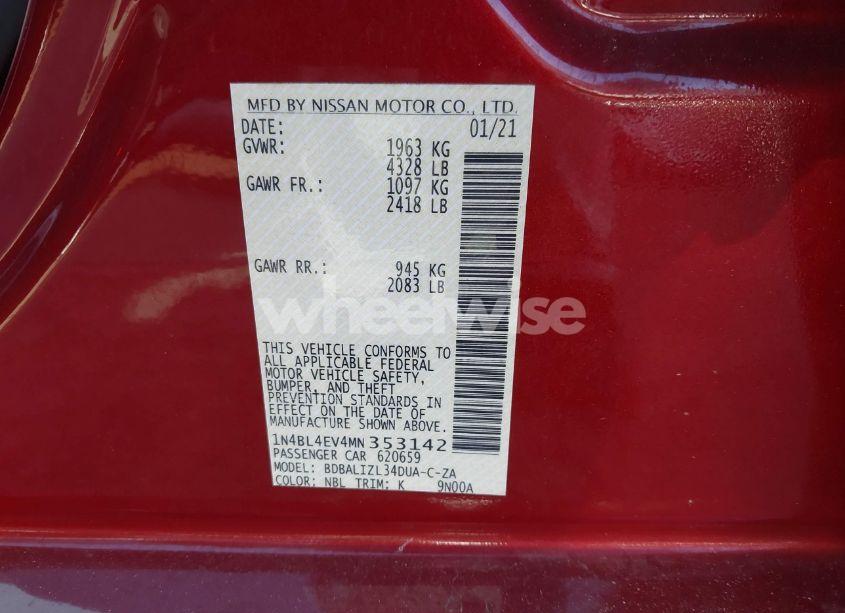 MFD BY NISSAN MOTOR CO., LTD.
DATE: 01/21
GVWR: 1963 KG
4328 LB
GAWR FR.: 1097 KG
2418 LB
GAWR RR.: 945 KG
2083 LB
wheelwise
THIS VEHICLE CONFORMS TO
ALL APPLICABLE FEDERAL
MOTOR VEHICLE SAFETY,
BUMPER, AND THEFT
PREVENTION STANDARDS IN
EFFECT ON THE DATE OF
MANUFACTURE SHOWN ABOVE.
1N4BL4EV4MN353142
PASSENGER CAR 620659
MODEL: BDBALIZL34DUA-C-ZA
COLOR: NBL TRIM: K 9N00A